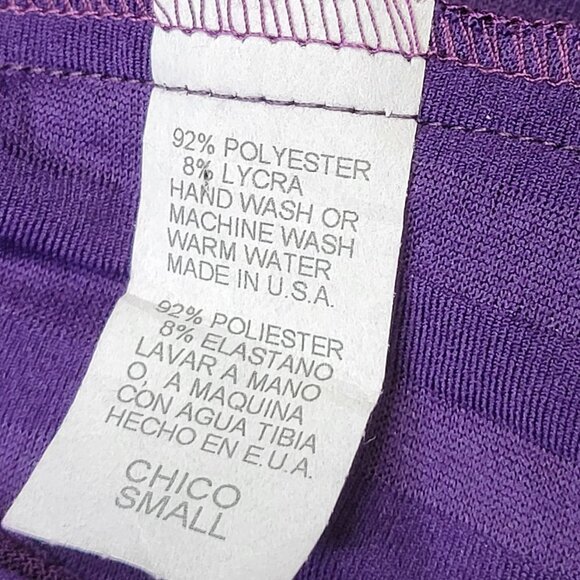 92% POLYESTER
8% LYCRA
HAND WASH OR
MACHINE WASH
WARM WATER
MADE IN U.S.A.
92% POLIESTER
8% ELASTANO
LAVAR A MANO
O, A MAQUINA
CON AGUA TIBIA
HECHO EN E.U.A.
CHICO
SMALL